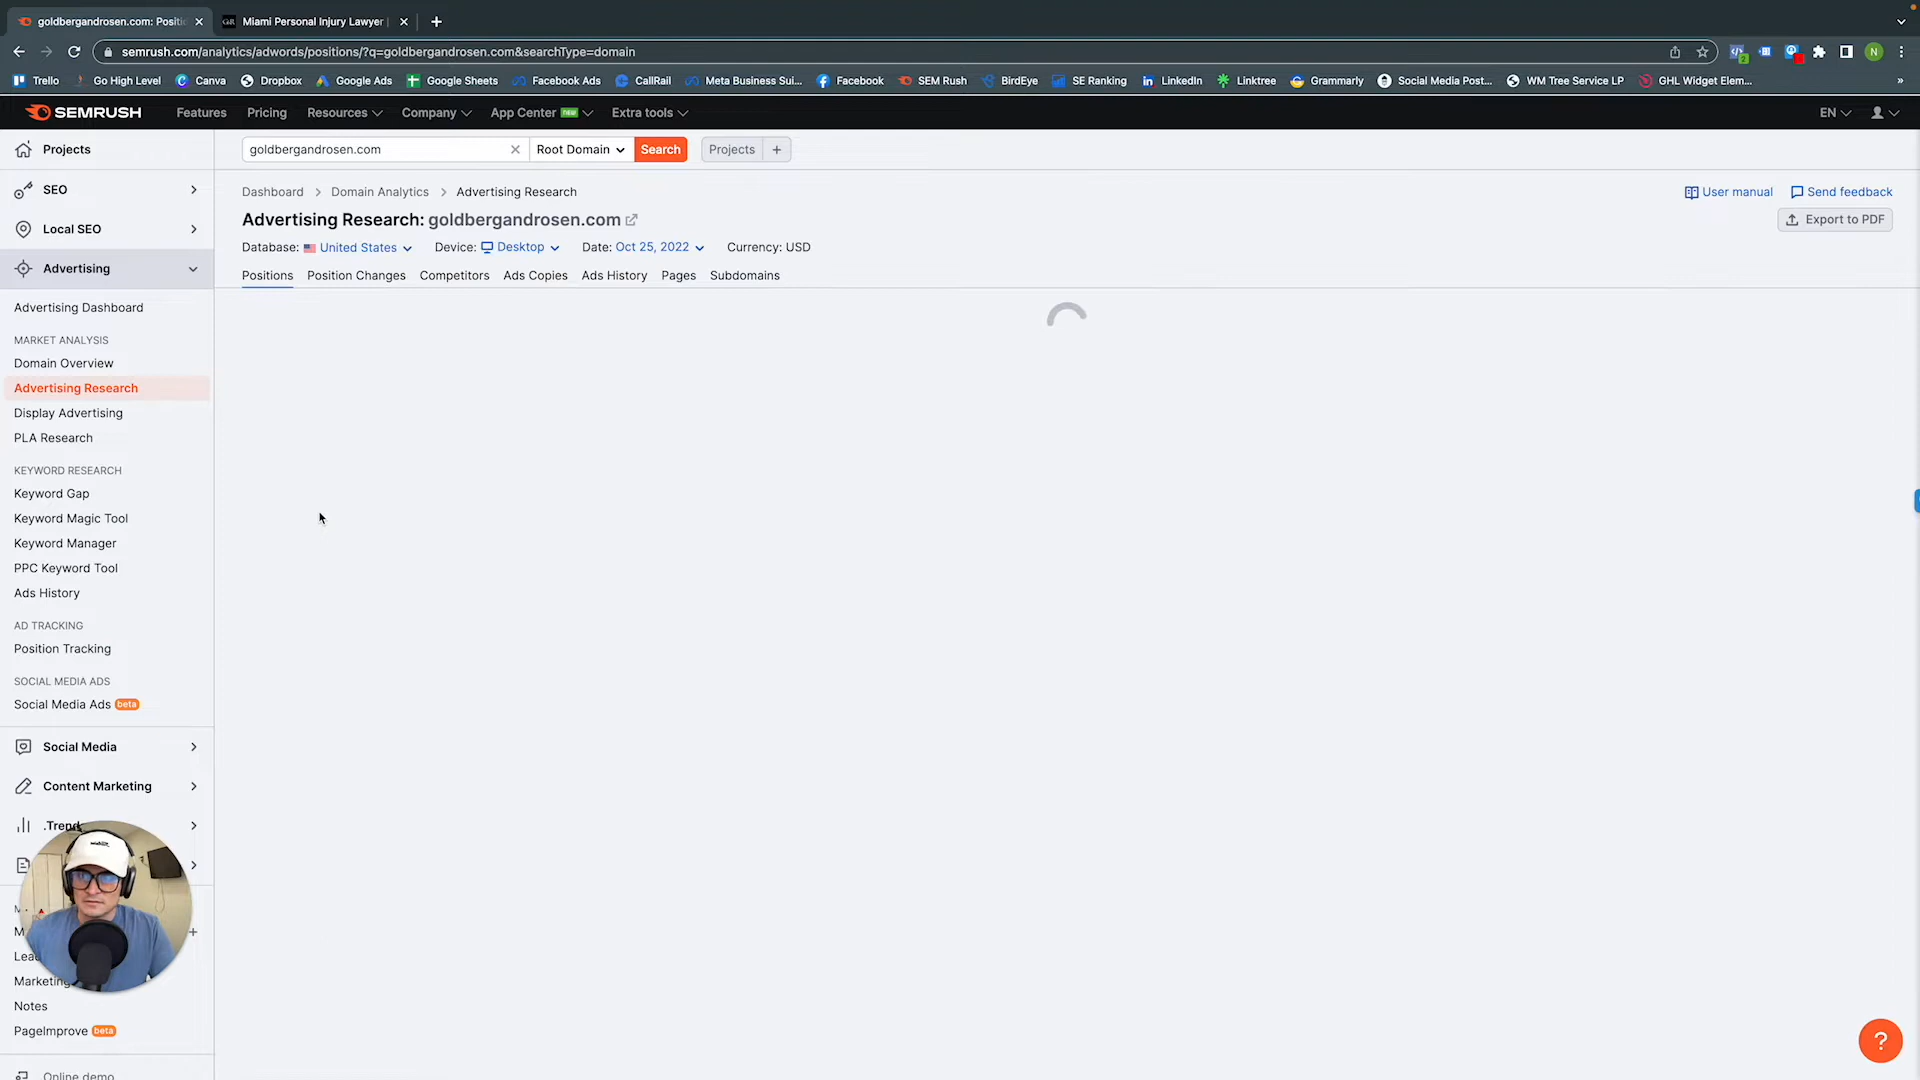 goldbergandrosen.com: Positi
Miami Personal Injury Lawyer
semrush.com/analytics/adwords/positions/?q=goldbergandrosen.com&searchType=domain
N
Trello Go High Level Canva Dropbox Google Ads Google Sheets Facebook Ads CallRail Meta Business Sui... Facebook SEM Rush BirdEye SE Ranking LinkedIn Linktree Grammarly Social Media Post... WM Tree Service LP GHL Widget Elem... »
SEMRUSH Features Pricing Resources Company App Center new Extra tools EN
Projects
goldbergandrosen.com Root Domain Search Projects +
SEO
Dashboard > Domain Analytics > Advertising Research User manual Send feedback
Local SEO
Advertising Research: goldbergandrosen.com Export to PDF
Database: United States Device: Desktop Date: Oct 25, 2022 Currency: USD
Advertising
Positions Position Changes Competitors Ads Copies Ads History Pages Subdomains
Advertising Dashboard
MARKET ANALYSIS
Domain Overview
Advertising Research
Display Advertising
PLA Research
KEYWORD RESEARCH
Keyword Gap
Keyword Magic Tool
Keyword Manager
PPC Keyword Tool
Ads History
AD TRACKING
Position Tracking
SOCIAL MEDIA ADS
Social Media Ads beta
Social Media
Content Marketing
.Trend
M
M +
Lea
Marketing
Notes
PageImprove beta
?
Online demo